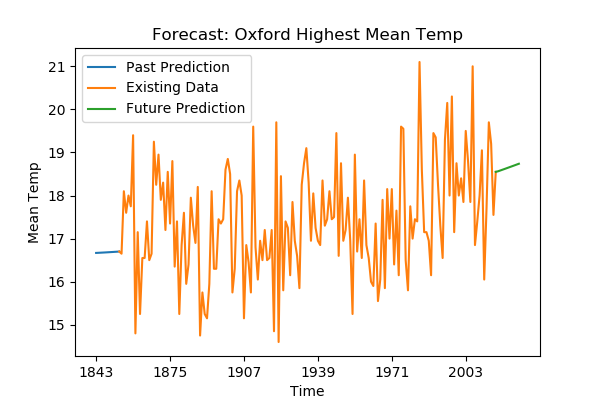 Forecast: Oxford Highest Mean Temp
Past Prediction
Existing Data
Future Prediction
Mean Temp
21
20
19
18
17
16
15
1843 1875 1907 1939 1971 2003
Time